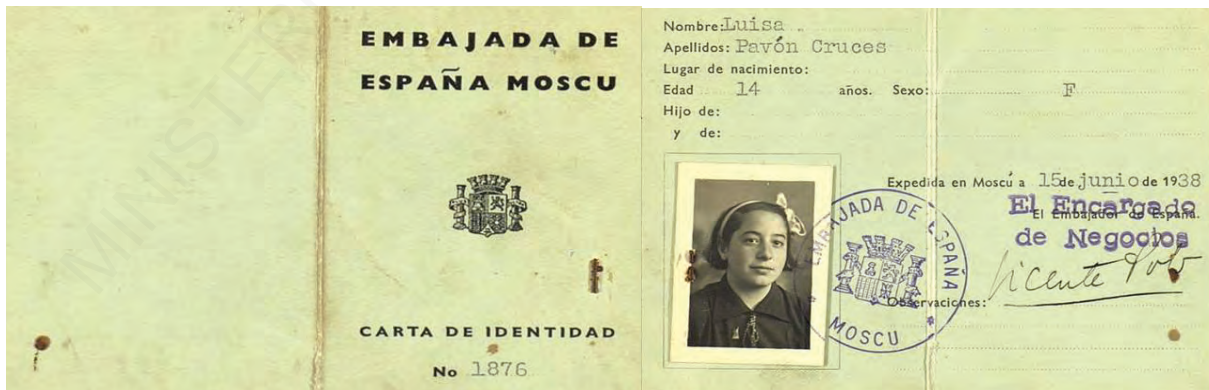 EMBAJADA DE
ESPAÑA MOSCU
CARTA DE IDENTIDAD
No 1876
Nombre: Luisa
Apellidos: Pavón Cruces
Lugar de nacimiento:
Edad 14 años. Sexo: F
Hijo de:
y de:
Expedida en Moscú a 15 de junio de 1938
El Embajador de España.
El Encargado
de Negocios
Vicente Polo
Observaciones:
EMBAJADA DE ESPAÑA
MOSCU
MINISTER